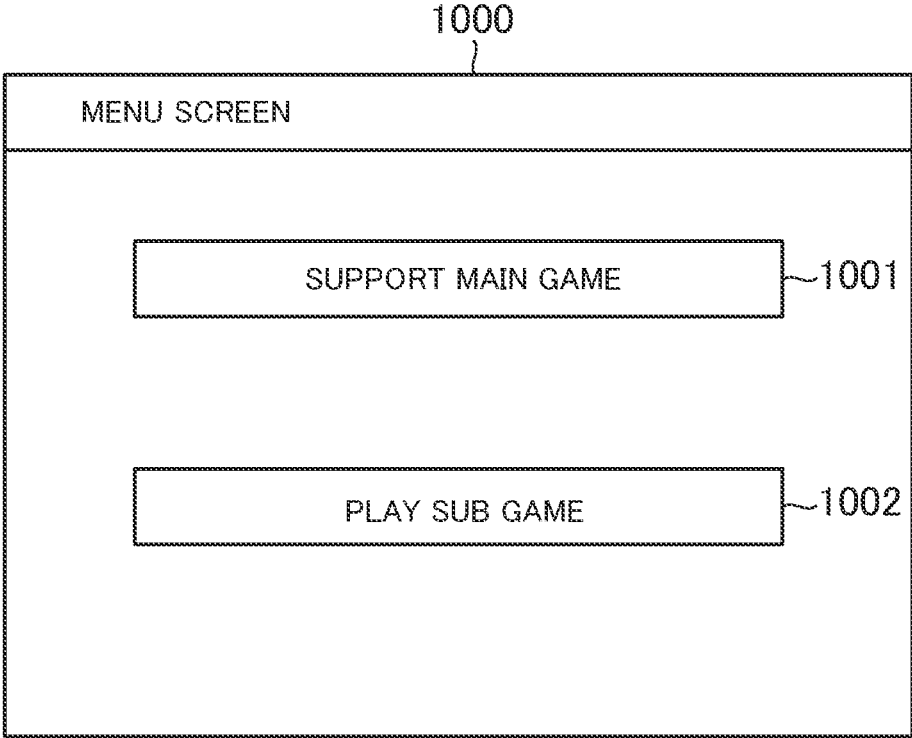 1000
MENU SCREEN
SUPPORT MAIN GAME
1001
PLAY SUB GAME
1002